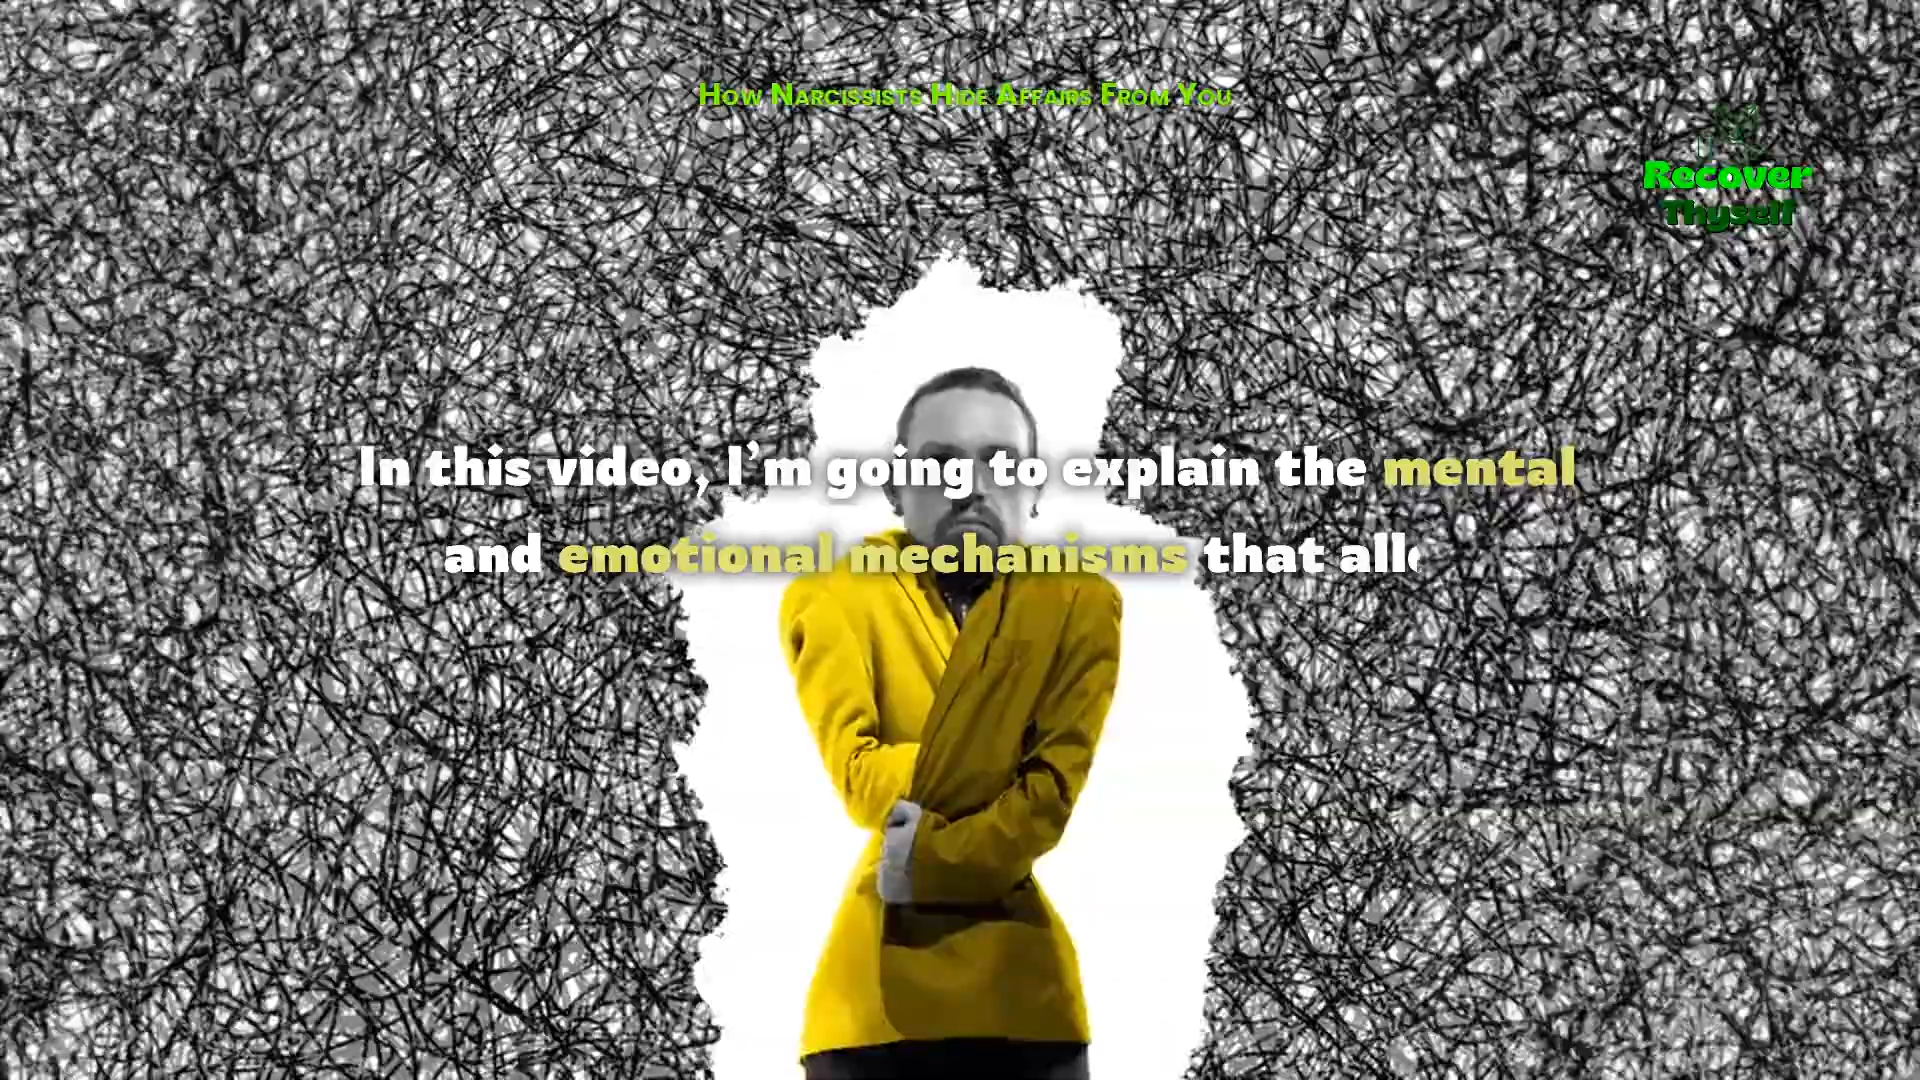 How Narcissists Hide Affairs From You
Recover
Thyself
In this video, I'm going to explain the mental
and emotional mechanisms that